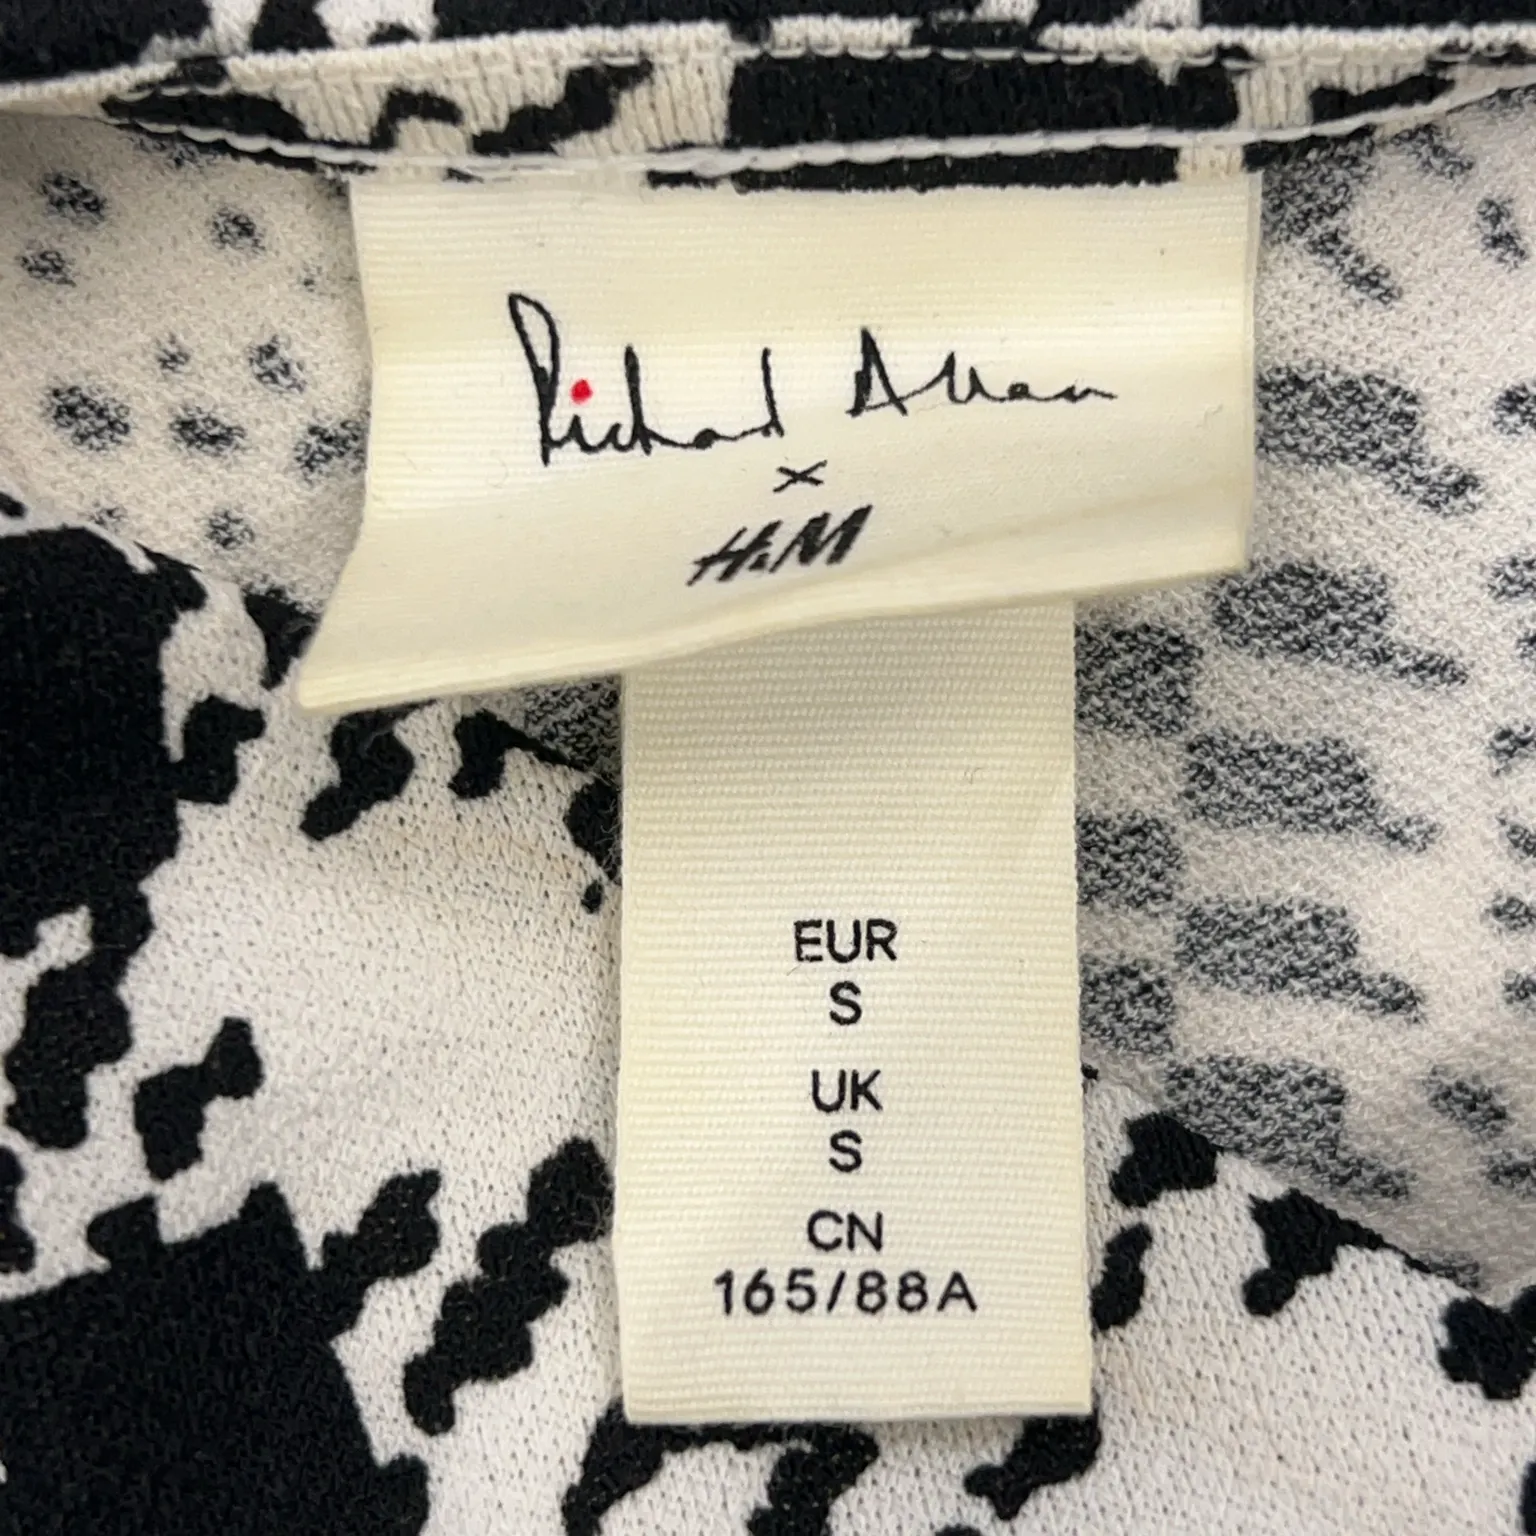 Richard Allan
×
H&M
EUR
S
UK
S
CN
165/88A